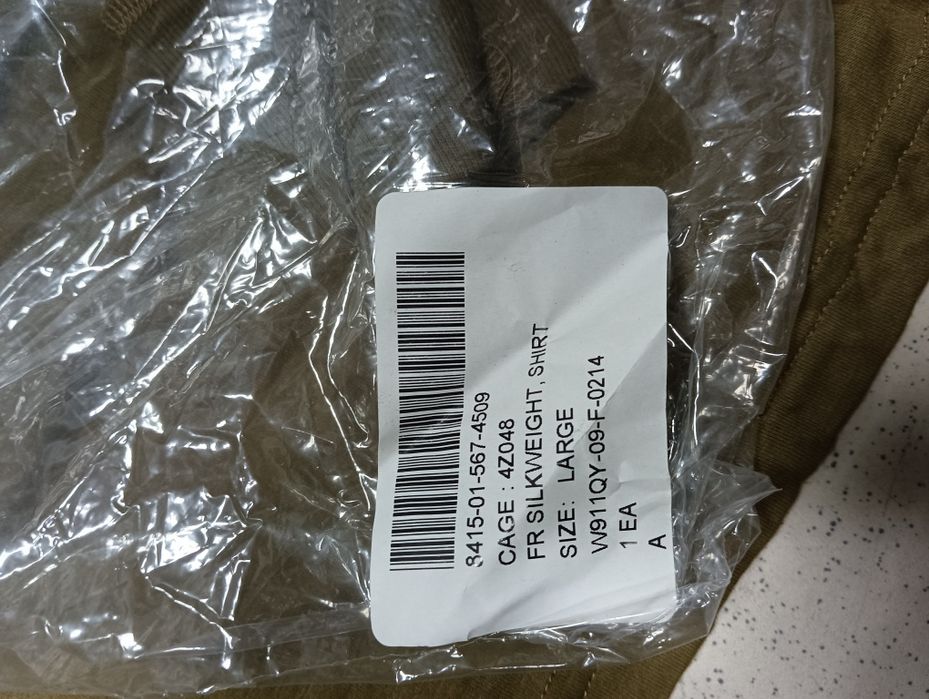 8415-01-567-4509
CAGE : 4Z048
FR SILKWEIGHT, SHIRT
SIZE: LARGE
W911QY-09-F-0214
1 EA
A